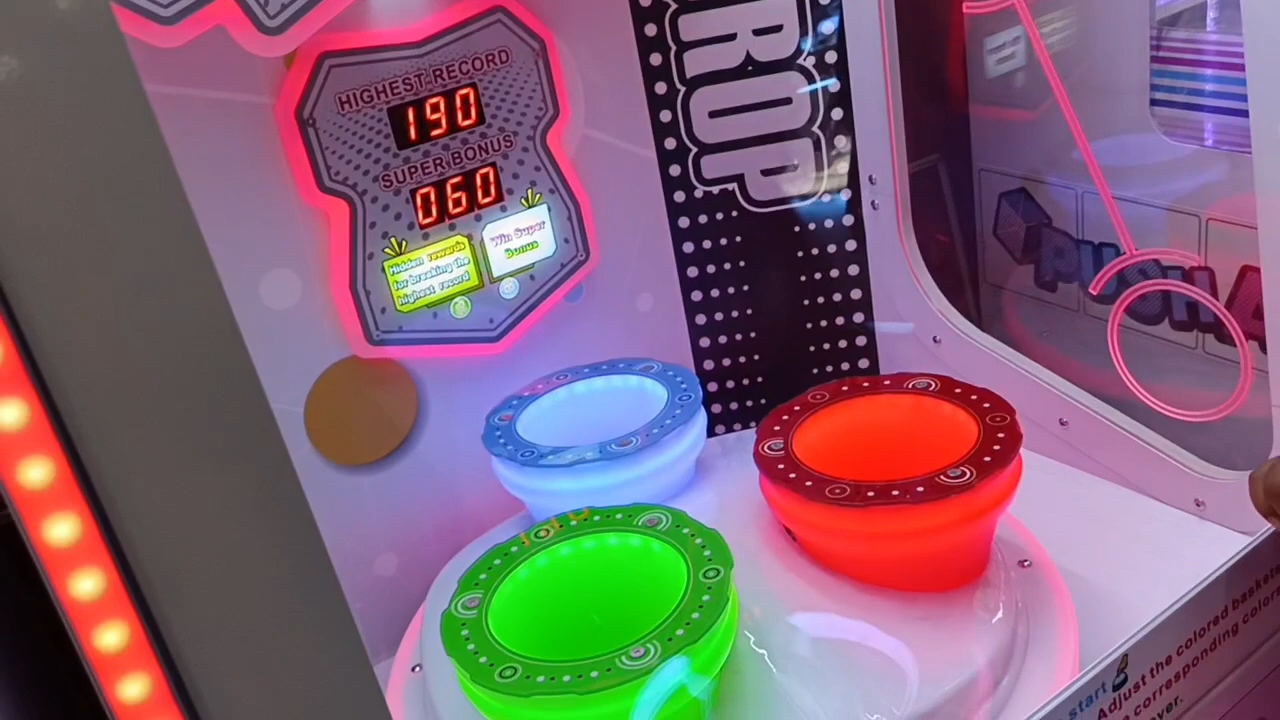 HIGHEST RECORD
190
SUPER BONUS
060
Hidden rewards
for breaking the
highest record
Win Super
Bonus
ROP
PUSH
start
Adjust the colored baskets
corresponding color